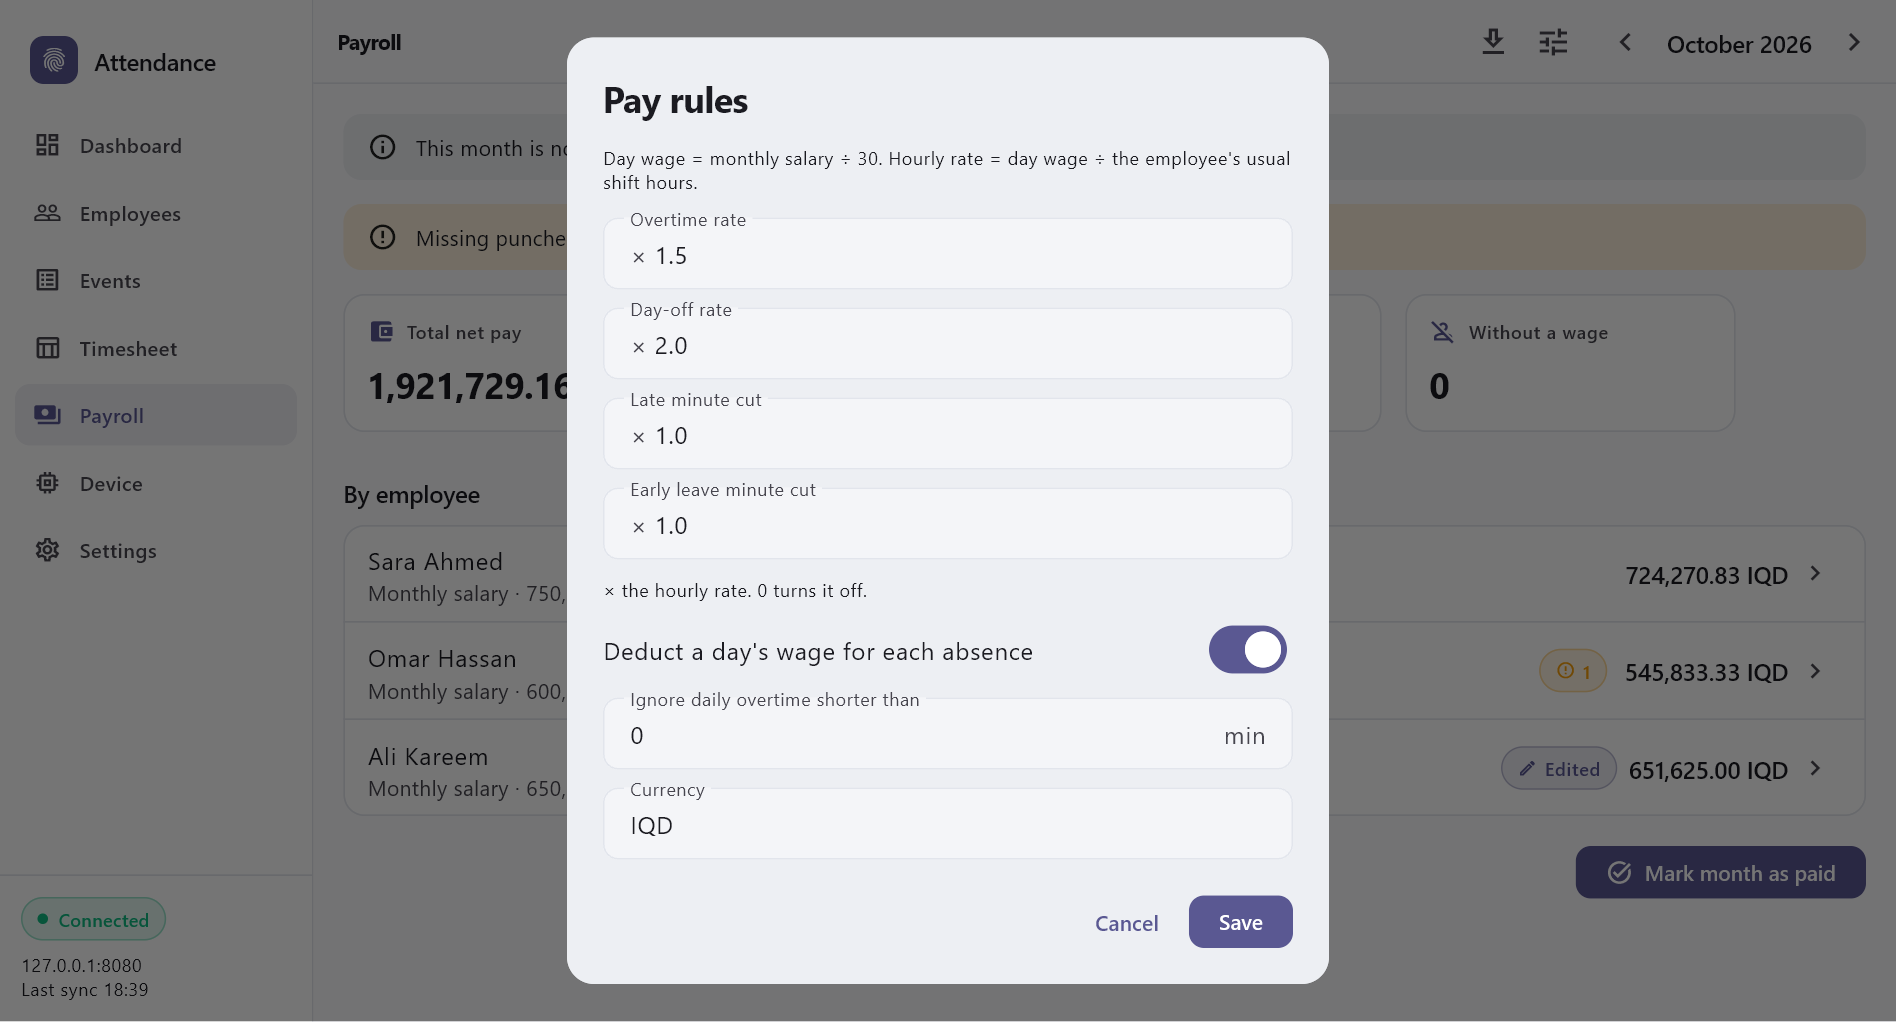 Attendance
Dashboard
Employees
Events
Timesheet
Payroll
Device
Settings
Connected
127.0.0.1:8080
Last sync 18:39
Payroll
October 2026
This month is
Missing
Total net pay
1,921,729.16
Without a wage
0
By employee
Sara Ahmed
Monthly salary · 750,
724,270.83 IQD
Omar Hassan
Monthly salary · 600,
1
545,833.33 IQD
Ali Kareem
Monthly salary · 650,
Edited
651,625.00 IQD
Mark month as paid
Pay rules
Day wage = monthly salary ÷ 30. Hourly rate = day wage ÷ the employee's usual
shift hours.
Overtime rate
× 1.5
Day-off rate
× 2.0
Late minute cut
× 1.0
Early leave minute cut
× 1.0
× the hourly rate. 0 turns it off.
Deduct a day's wage for each absence
Ignore daily overtime shorter than
0 min
Currency
IQD
Cancel
Save